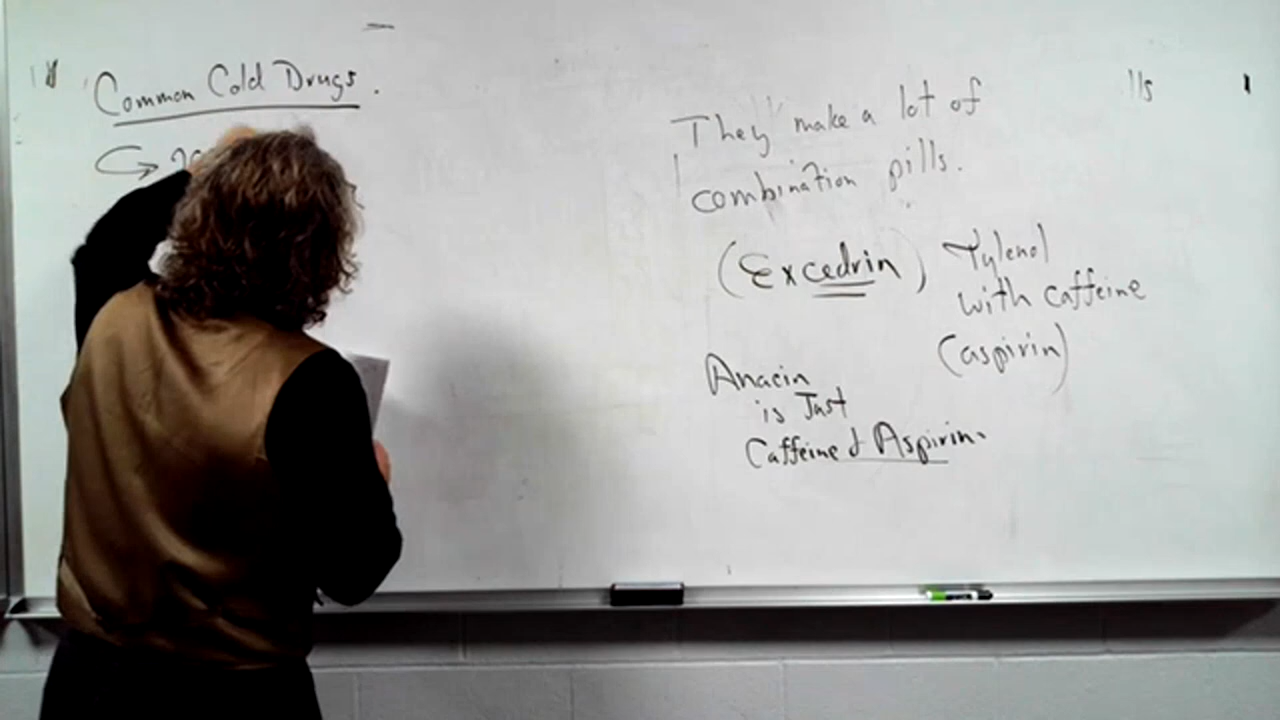 Common Cold Drugs.
They make a lot of
combination pills.
(Excedrin) Tylenol
with caffeine
(aspirin)
Anacin
is Just
Caffeine & Aspirin.